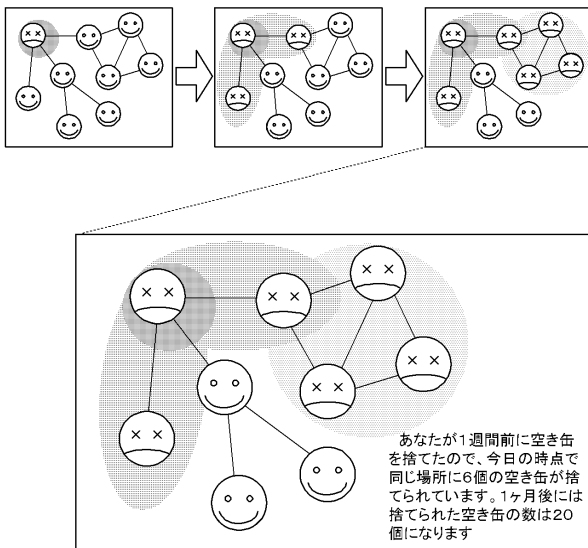 あなたが1週間前に空き缶
を捨てたので、今日の時点で
同じ場所に6個の空き缶が捨
てられています。1ヶ月後には
捨てられた空き缶の数は20
個になります